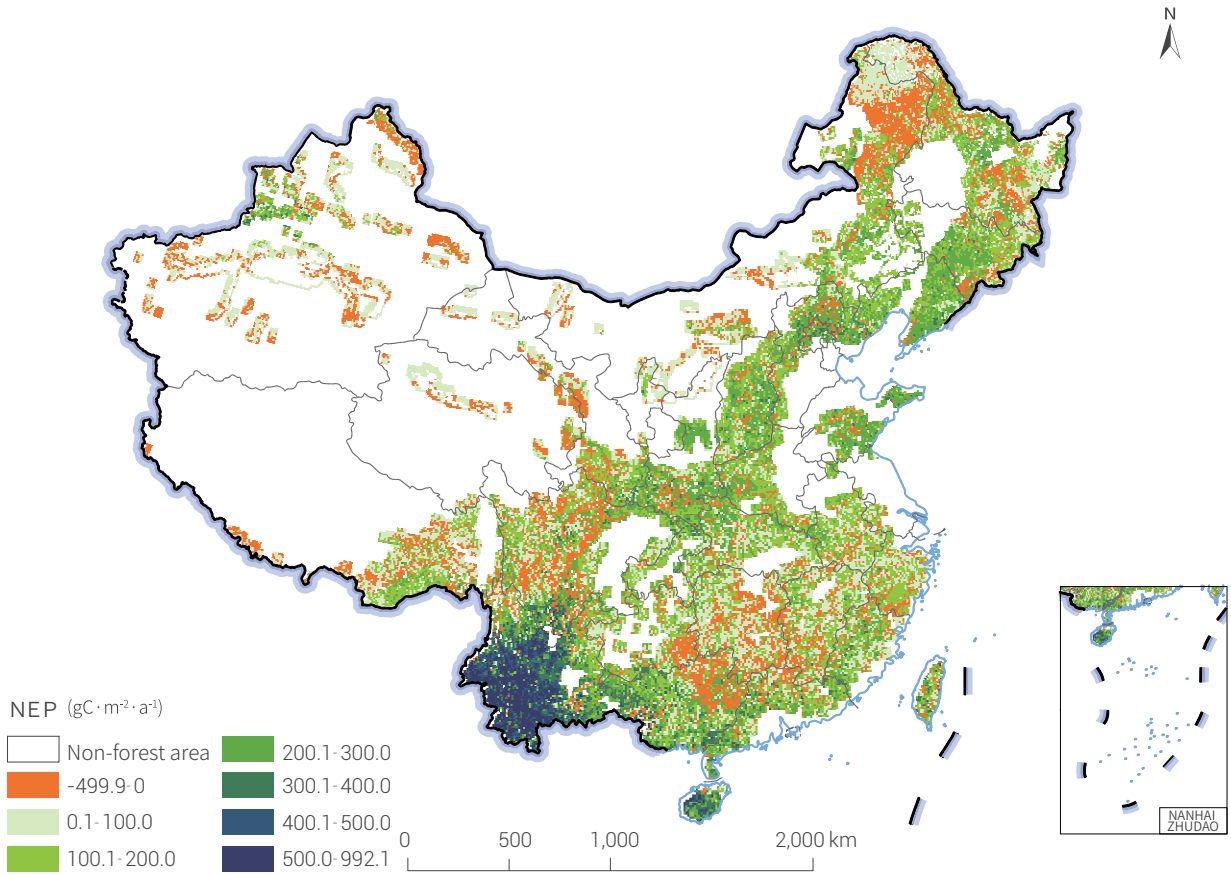 N
NEP (gC·m⁻²·a⁻¹)
Non-forest area
-499.9-0
0.1-100.0
100.1-200.0
200.1-300.0
300.1-400.0
400.1-500.0
500.0-992.1
0 500 1,000 2,000 km
NANHAI
ZHUDAO